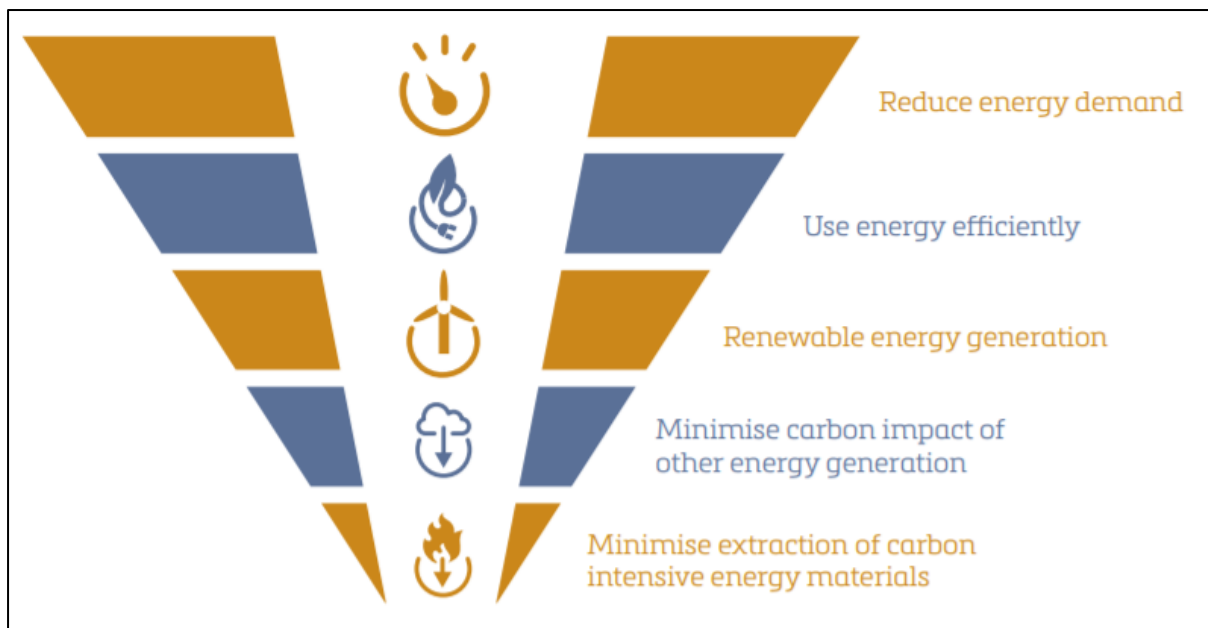 Reduce energy demand
Use energy efficiently
Renewable energy generation
Minimise carbon impact of
other energy generation
Minimise extraction of carbon
intensive energy materials